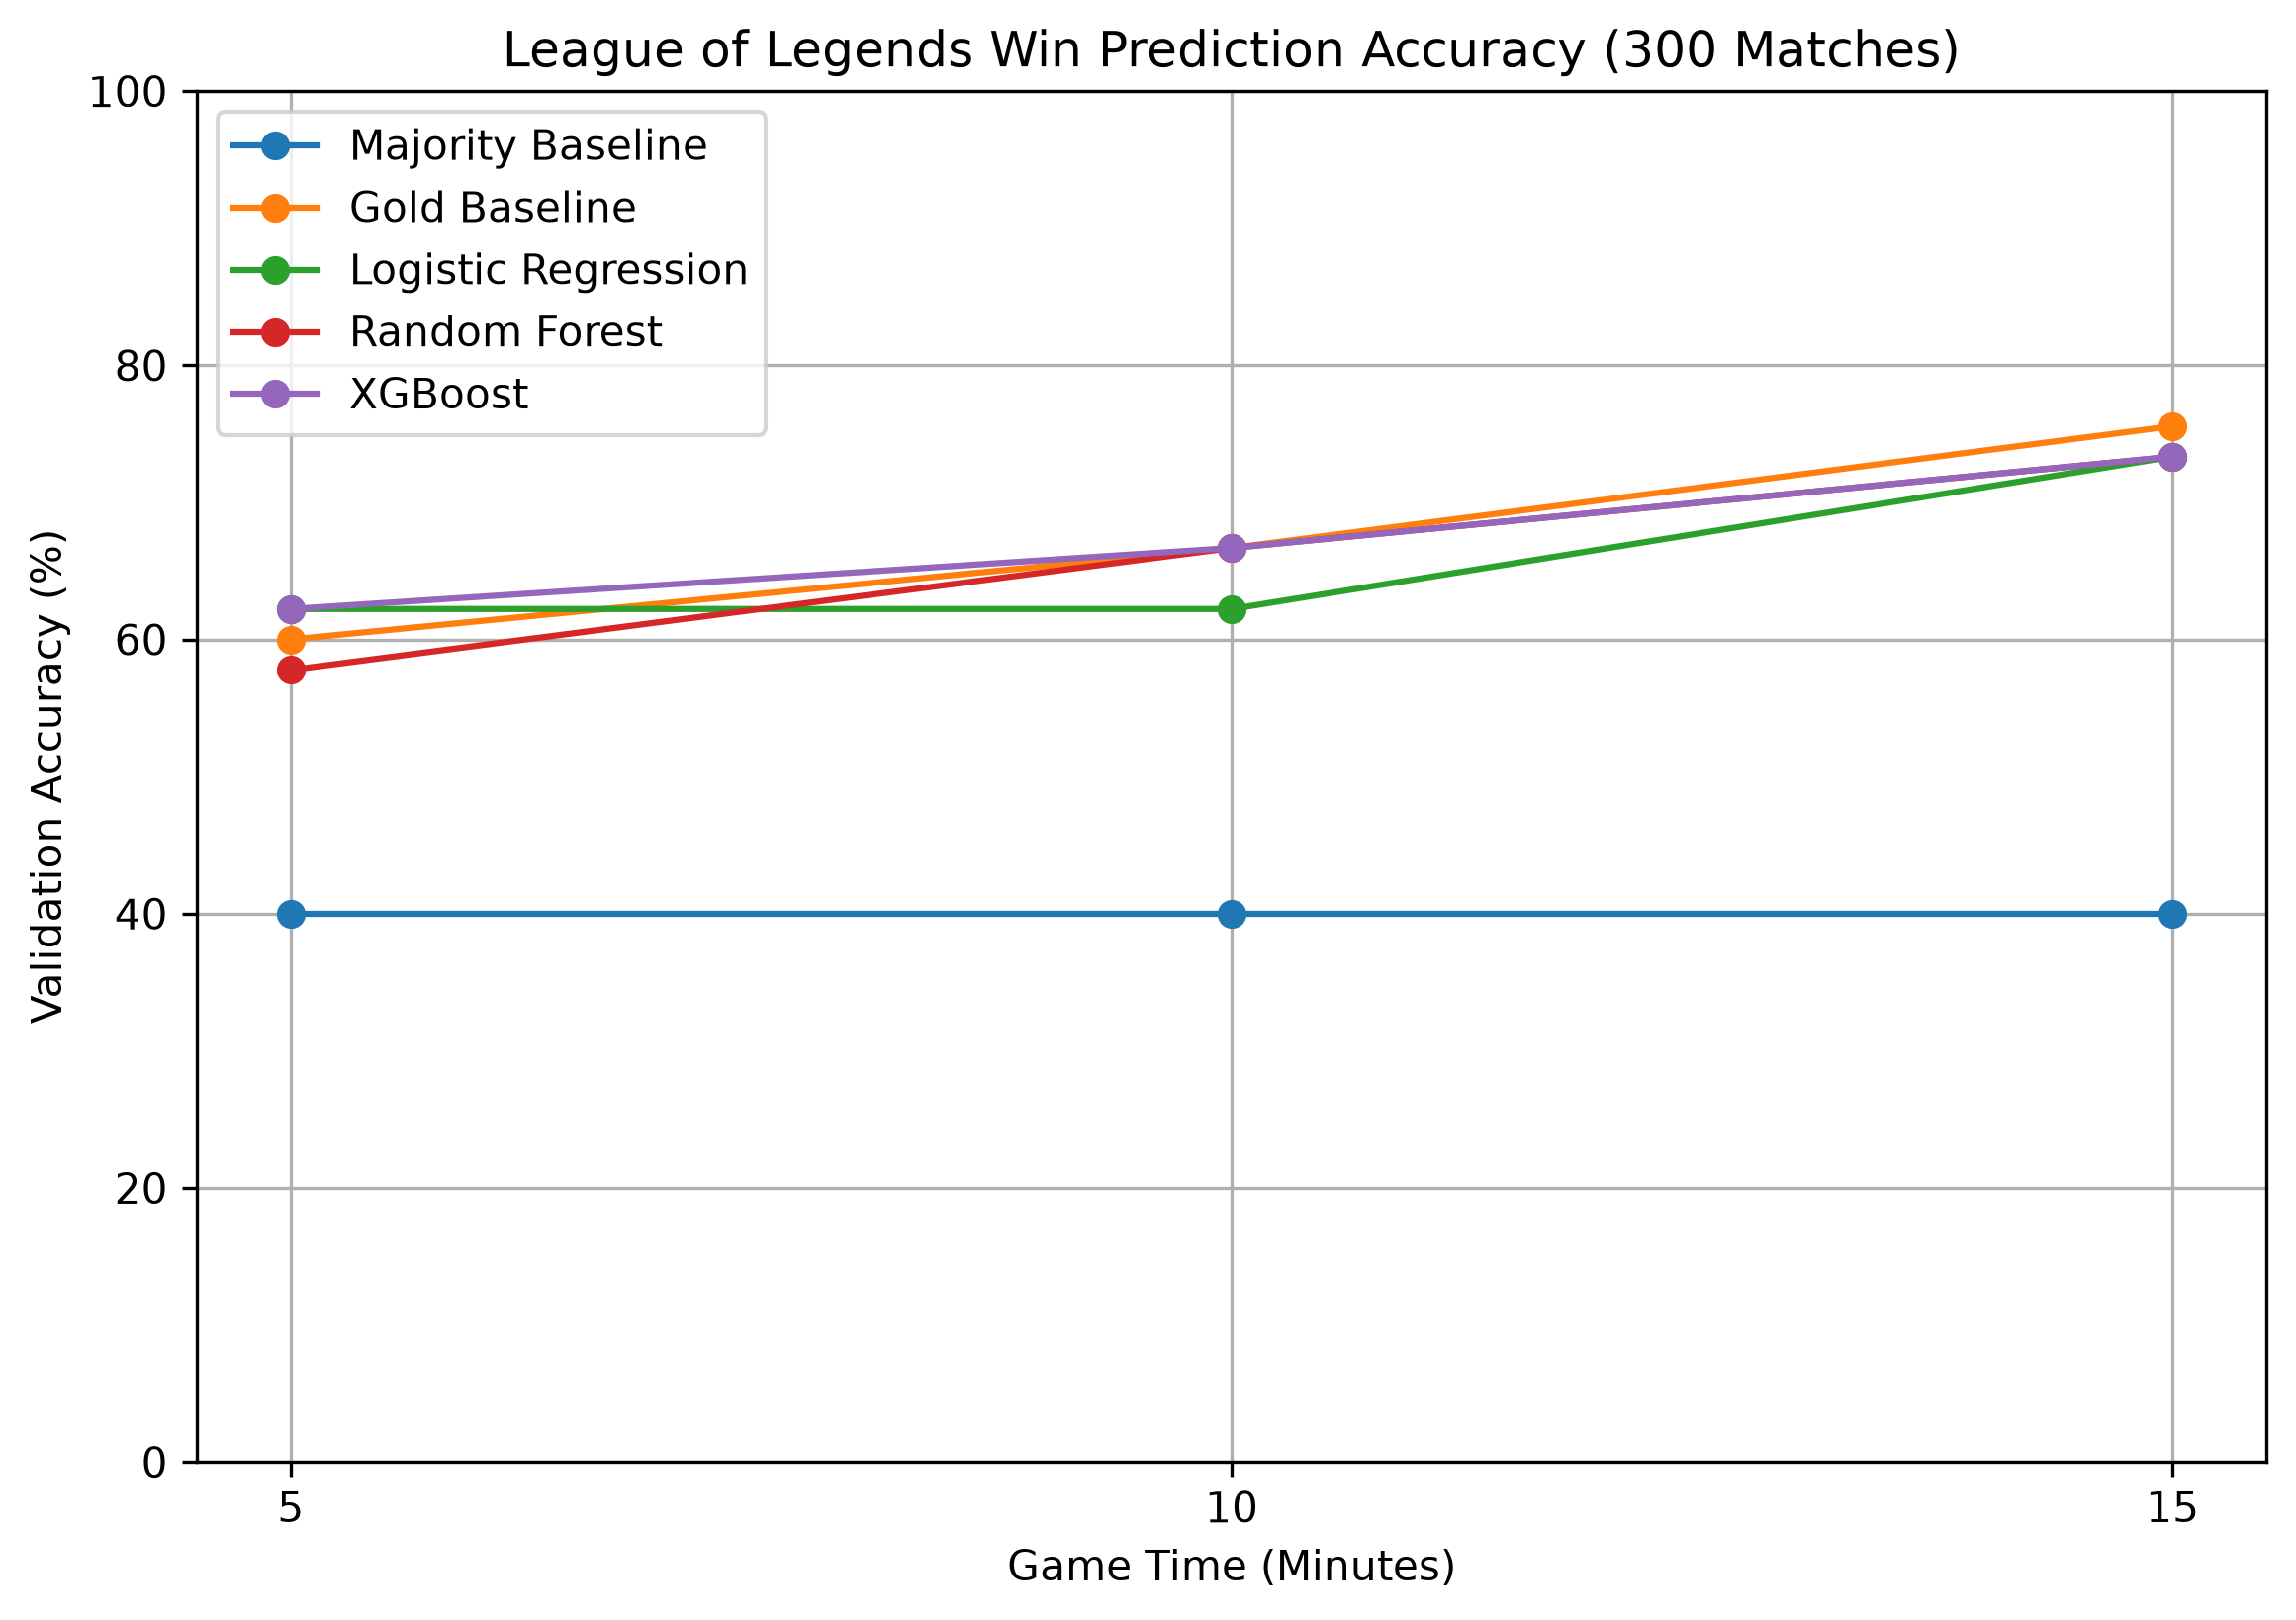 League of Legends Win Prediction Accuracy (300 Matches)
100
80
60
40
20
0
Validation Accuracy (%)
Majority Baseline
Gold Baseline
Logistic Regression
Random Forest
XGBoost
5
10
15
Game Time (Minutes)